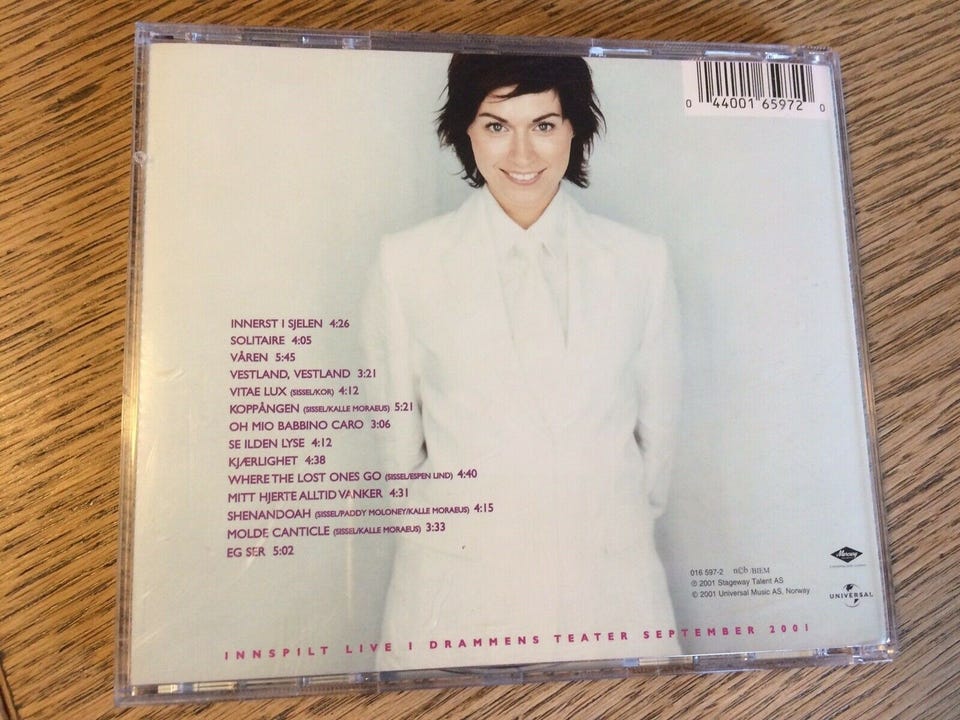 0 44001 65972 0
INNERST I SJELEN 4:26
SOLITAIRE 4:05
VÅREN 5:45
VESTLAND, VESTLAND 3:21
VITAE LUX (SISSEL/KOR) 4:12
KOPPÅNGEN (SISSEL/KALLE MORAEUS) 5:21
OH MIO BABBINO CARO 3:06
SE ILDEN LYSE 4:12
KJÆRLIGHET 4:38
WHERE THE LOST ONES GO (SISSEL/ESPEN LIND) 4:40
MITT HJERTE ALLTID VANKER 4:31
SHENANDOAH (SISSEL/PADDY MOLONEY/KALLE MORAEUS) 4:15
MOLDE CANTICLE (SISSEL/KALLE MORAEUS) 3:33
EG SER 5:02
016 597-2 n©b/BIEM
℗ 2001 Stageway Talent AS
© 2001 Universal Music AS, Norway
Mercury
UNIVERSAL
INNSPILT LIVE I DRAMMENS TEATER SEPTEMBER 2001